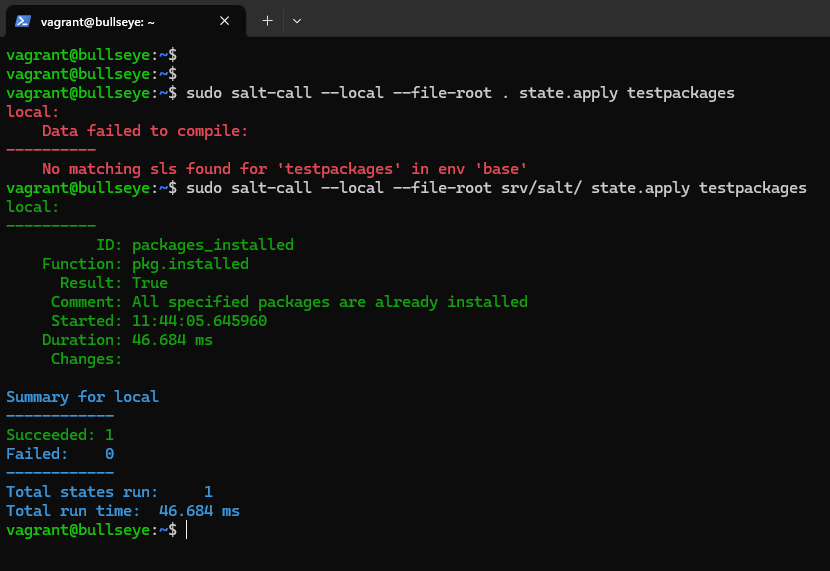 vagrant@bullseye: ~
vagrant@bullseye:~$
vagrant@bullseye:~$
vagrant@bullseye:~$ sudo salt-call --local --file-root . state.apply testpackages
local:
    Data failed to compile:
----------
    No matching sls found for 'testpackages' in env 'base'
vagrant@bullseye:~$ sudo salt-call --local --file-root srv/salt/ state.apply testpackages
local:
----------
          ID: packages_installed
    Function: pkg.installed
      Result: True
     Comment: All specified packages are already installed
     Started: 11:44:05.645960
    Duration: 46.684 ms
     Changes:
Summary for local
------------
Succeeded: 1
Failed:    0
------------
Total states run:     1
Total run time:  46.684 ms
vagrant@bullseye:~$